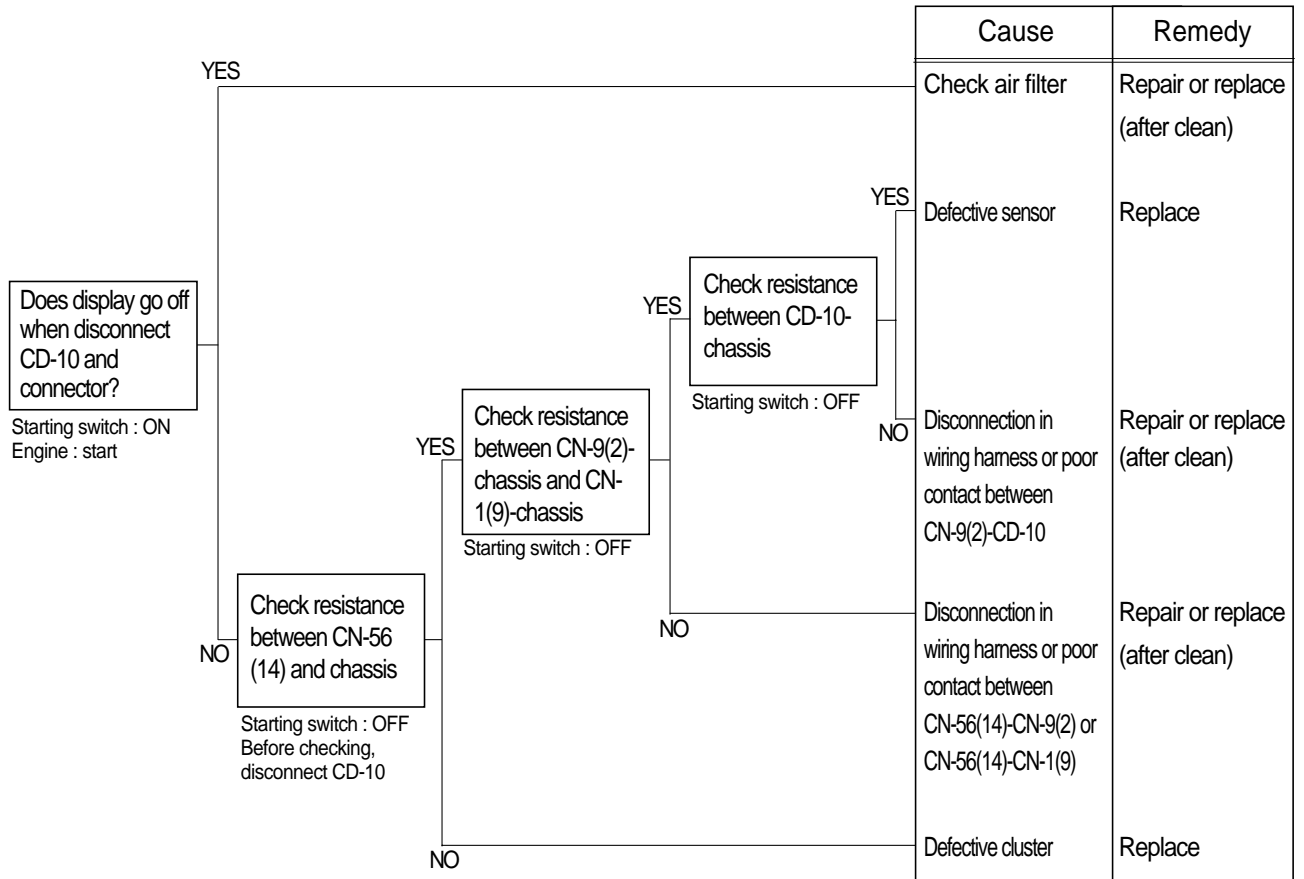 Cause
Remedy
YES
Check air filter
Repair or replace
(after clean)
YES
Defective sensor
Replace
Does display go off
when disconnect
CD-10 and
connector?
Starting switch : ON
Engine : start
YES
Check resistance
between CD-10-
chassis
Starting switch : OFF
NO
Disconnection in
wiring harness or poor
contact between
CN-9(2)-CD-10
Repair or replace
(after clean)
YES
Check resistance
between CN-9(2)-
chassis and CN-
1(9)-chassis
Starting switch : OFF
NO
Disconnection in
wiring harness or poor
contact between
CN-56(14)-CN-9(2) or
CN-56(14)-CN-1(9)
Repair or replace
(after clean)
NO
Check resistance
between CN-56
(14) and chassis
Starting switch : OFF
Before checking,
disconnect CD-10
NO
Defective cluster
Replace